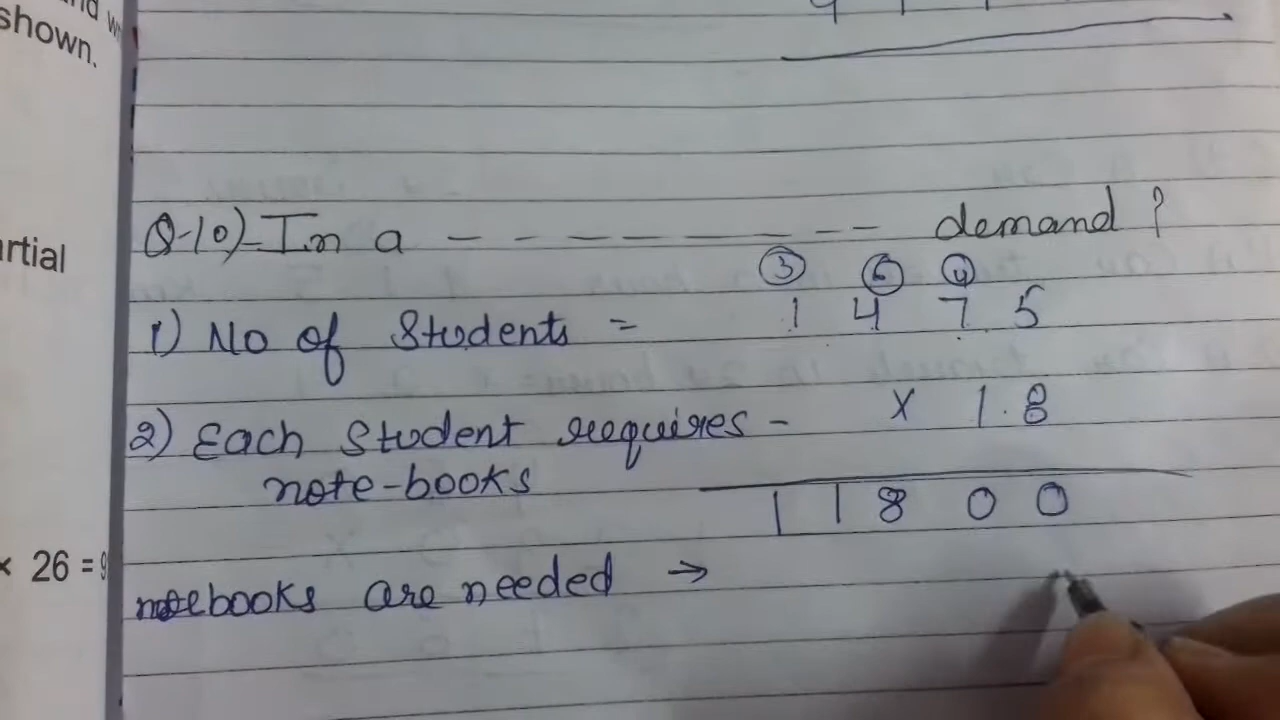 shown.
rtial
× 26 =
Q-10) In a - - - - - - - - - demand ?
3 6 4
1) No of Students = 1 4 7 5
2) Each Student requires - × 1 8
note-books
1 1 8 0 0
notebooks are needed →